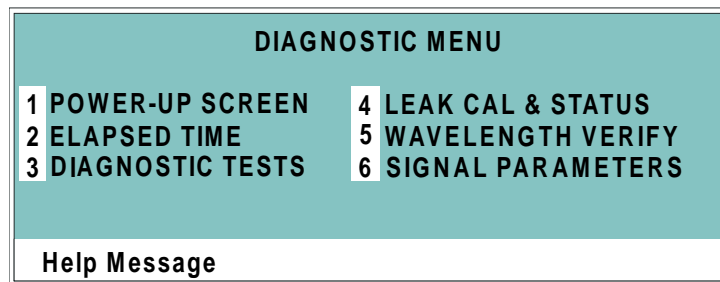 DIAGNOSTIC MENU
1 POWER-UP SCREEN
2 ELAPSED TIME
3 DIAGNOSTIC TESTS
4 LEAK CAL & STATUS
5 WAVELENGTH VERIFY
6 SIGNAL PARAMETERS
Help Message